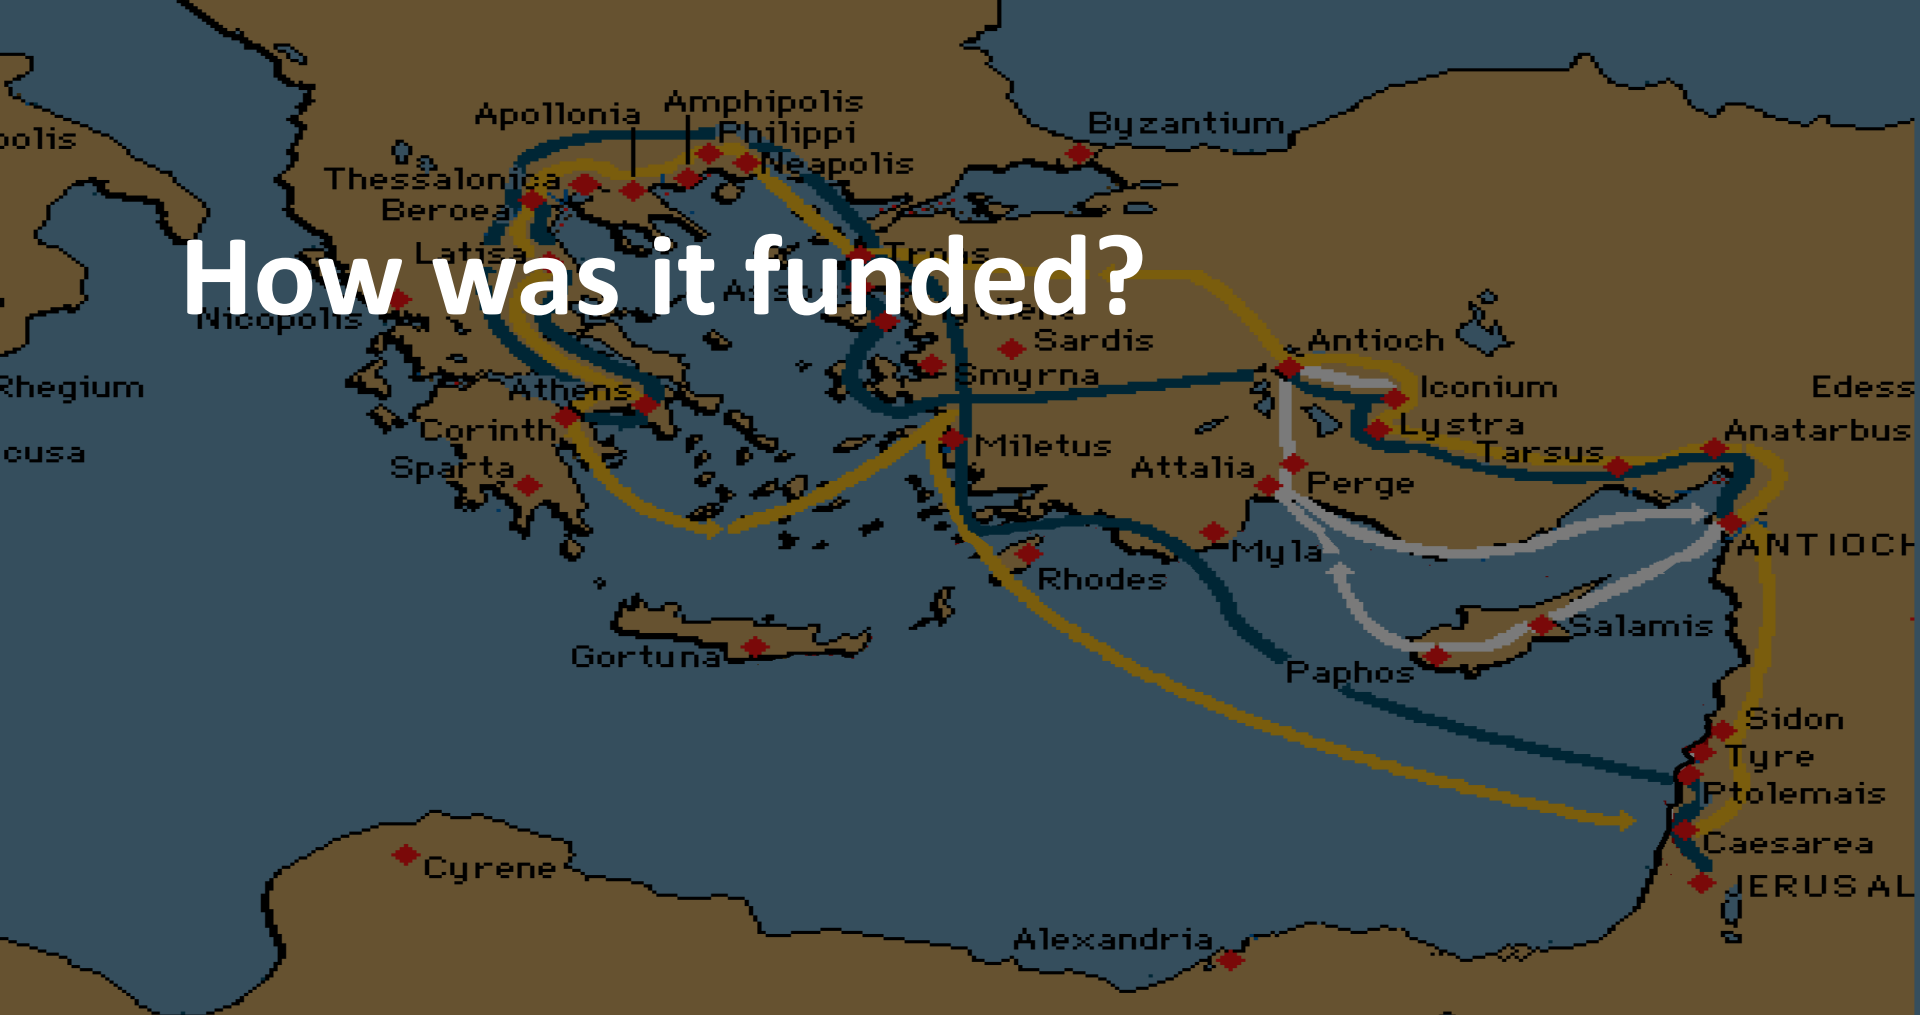 Amphipolis
Apollonia
Philippi
Byzantium
polis
Neapolis
Thessalonica
Beroea
How was it funded?
Nicopolis
Antioch
Sardis
Smyrna
Rhegium
Athens
Iconium
Edess
Lystra
Corinth
Anatarbus
Miletus
cusa
Tarsus
Sparta
Attalia
Perge
ANTIOCH
Myla
Rhodes
Salamis
Gortuna
Paphos
Sidon
Tyre
Ptolemais
Caesarea
Cyrene
JERUSAL
Alexandria